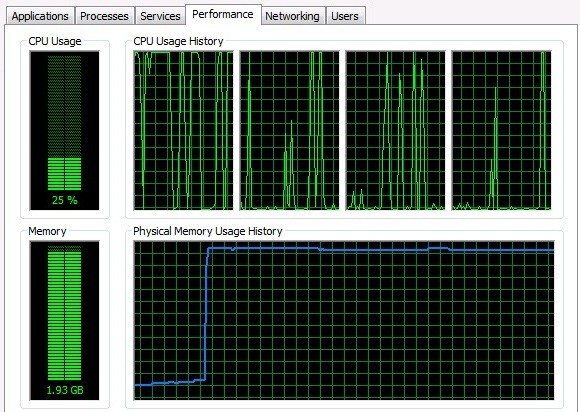 Applications Processes Services Performance Networking Users
CPU Usage CPU Usage History
25 %
Memory Physical Memory Usage History
1.93 GB